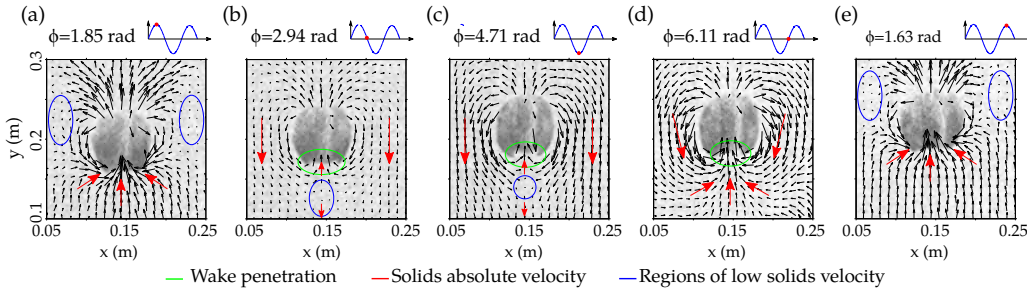 (a) (b) (c) (d) (e)
ϕ=1.85 rad ϕ=2.94 rad ϕ=4.71 rad ϕ=6.11 rad ϕ=1.63 rad
0.3
0.2
0.1
y (m)
0.05 0.15 0.25 0.05 0.15 0.25 0.05 0.15 0.25 0.05 0.15 0.25 0.05 0.15 0.25
x (m) x (m) x (m) x (m) x (m)
Wake penetration Solids absolute velocity Regions of low solids velocity